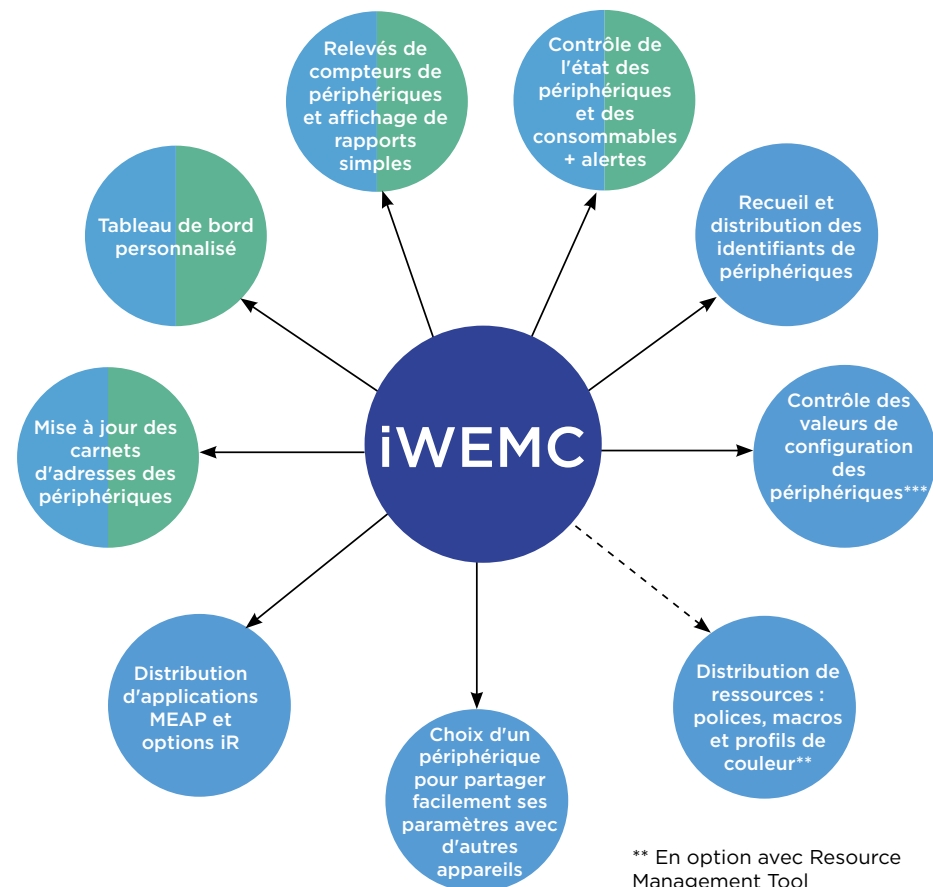 Relevés de
compteurs de
périphériques
et affichage de
rapports
simples
Contrôle de
l'état des
périphériques
et des
consommables
+ alertes
Tableau de bord
personnalisé
Recueil et
distribution des
identifiants de
périphériques
iWEMC
Mise à jour des
carnets
d'adresses des
périphériques
Contrôle des
valeurs de
configuration
des
périphériques***
Distribution
d'applications
MEAP et
options iR
Choix d'un
périphérique
pour partager
facilement ses
paramètres avec
d'autres
appareils
Distribution de
ressources :
polices, macros
et profils de
couleur**
** En option avec Resource
Management Tool